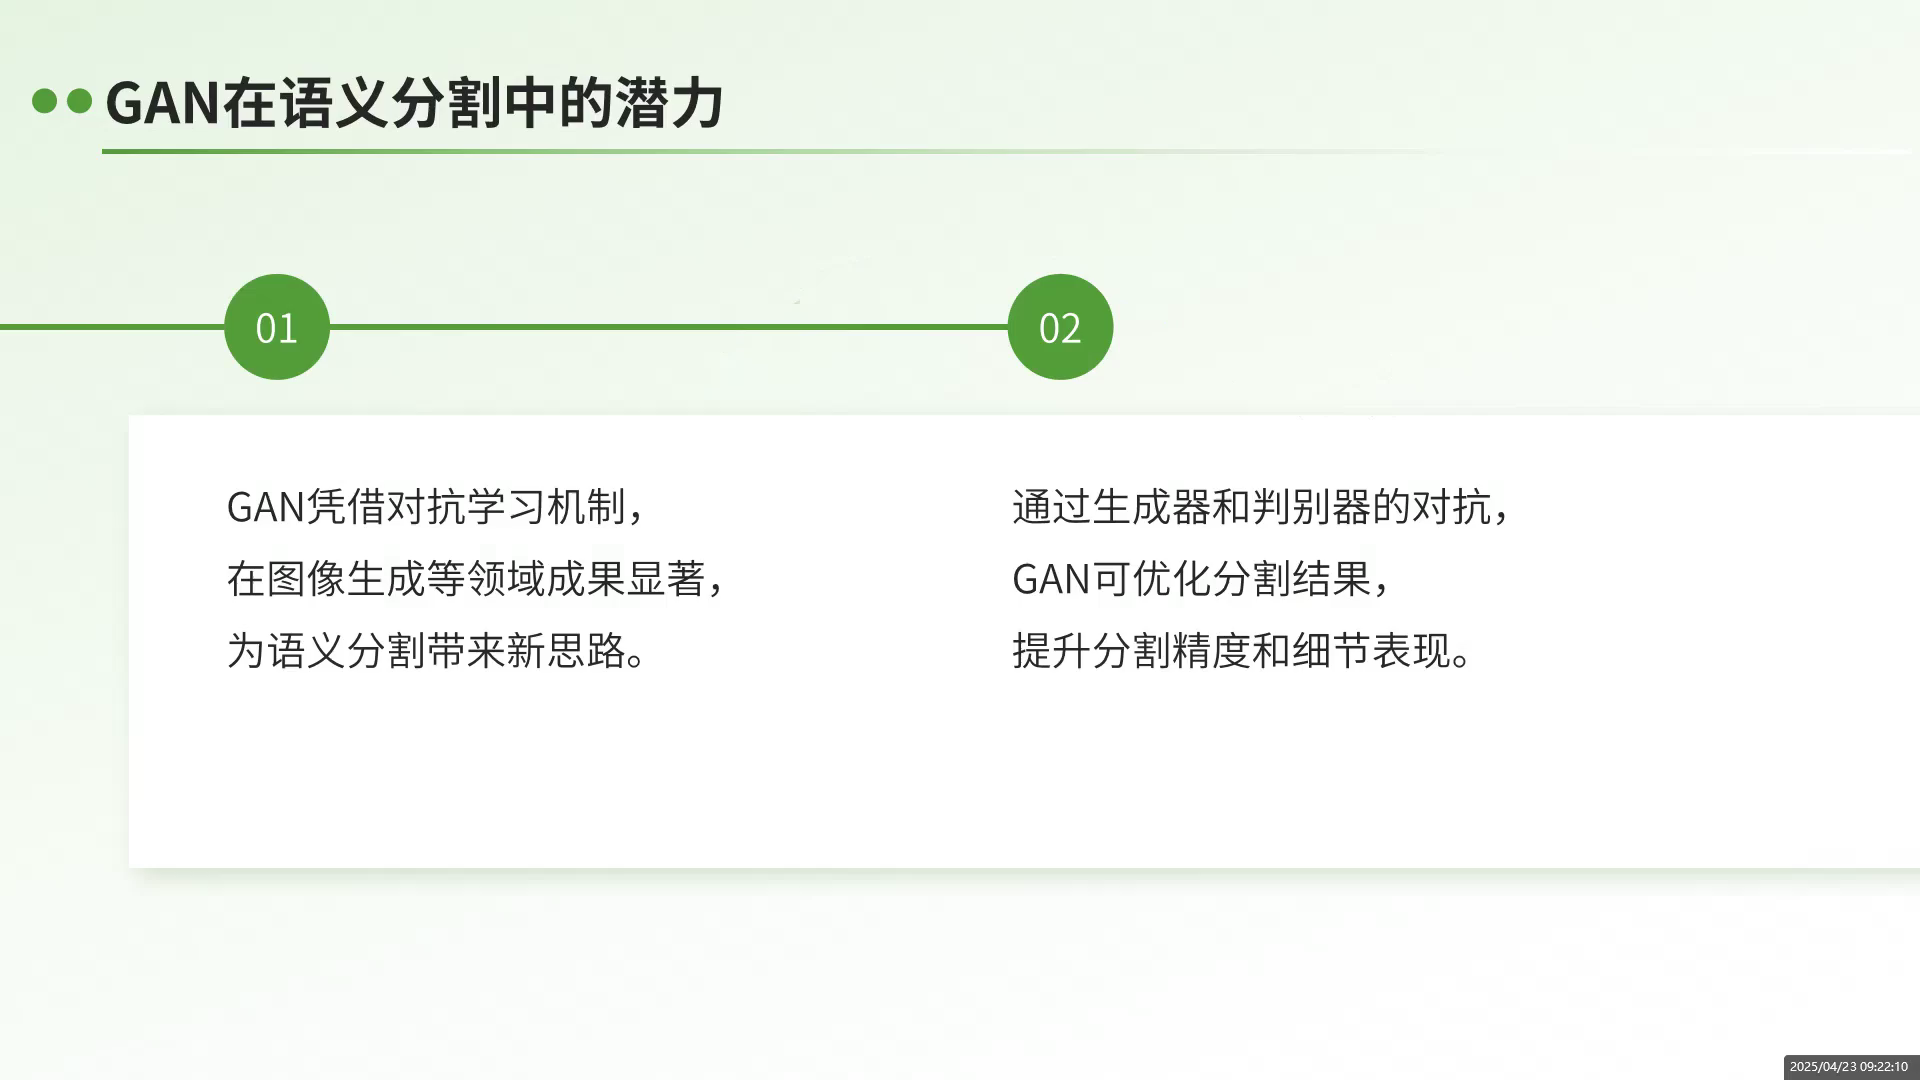 GAN在语义分割中的潜力
01
02
GAN凭借对抗学习机制，
在图像生成等领域成果显著，
为语义分割带来新思路。
通过生成器和判别器的对抗，
GAN可优化分割结果，
提升分割精度和细节表现。
2025/04/23 09:22:10